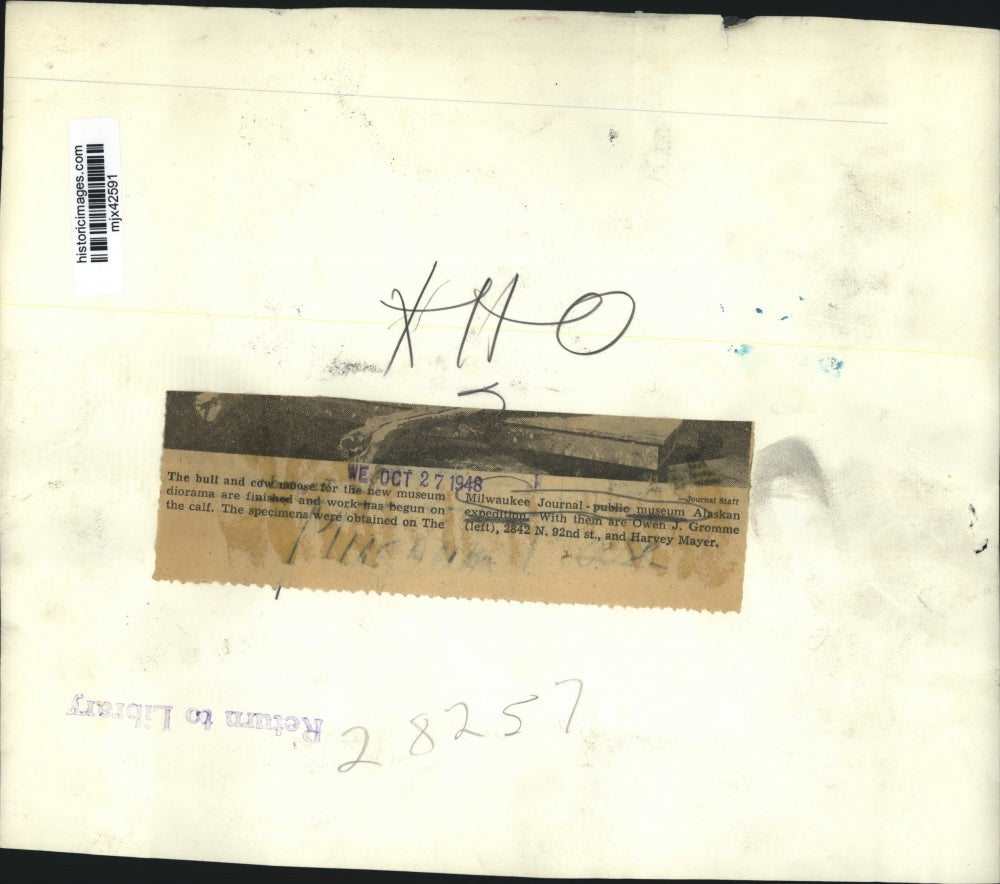 historicimages.com
mjx42591
WE. OCT 27 1948
—Journal Staff
The bull and cow moose for the new museum
diorama are finished and work has begun on
the calf. The specimens were obtained on The
Milwaukee Journal-public museum Alaskan
expedition. With them are Owen J. Gromme
(left), 2842 N. 92nd st., and Harvey Mayer.
Return to Library
28257